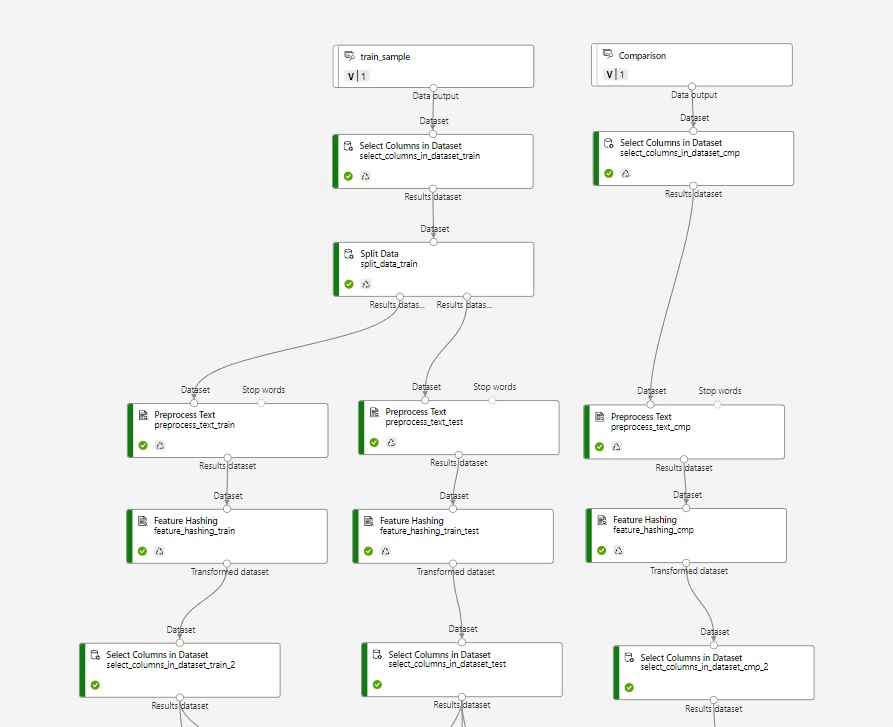 train_sample
V | 1
Data output
Dataset
Select Columns in Dataset
select_columns_in_dataset_train
Results dataset
Dataset
Split Data
split_data_train
Results datas...
Results datas...
Comparison
V | 1
Data output
Dataset
Select Columns in Dataset
select_columns_in_dataset_cmp
Results dataset
Dataset
Stop words
Preprocess Text
preprocess_text_train
Results dataset
Dataset
Feature Hashing
feature_hashing_train
Transformed dataset
Dataset
Select Columns in Dataset
select_columns_in_dataset_train_2
Results dataset
Dataset
Stop words
Preprocess Text
preprocess_text_test
Results dataset
Dataset
Feature Hashing
feature_hashing_train_test
Transformed dataset
Dataset
Select Columns in Dataset
select_columns_in_dataset_test
Results dataset
Dataset
Stop words
Preprocess Text
preprocess_text_cmp
Results dataset
Dataset
Feature Hashing
feature_hashing_cmp
Transformed dataset
Dataset
Select Columns in Dataset
select_columns_in_dataset_cmp_2
Results dataset